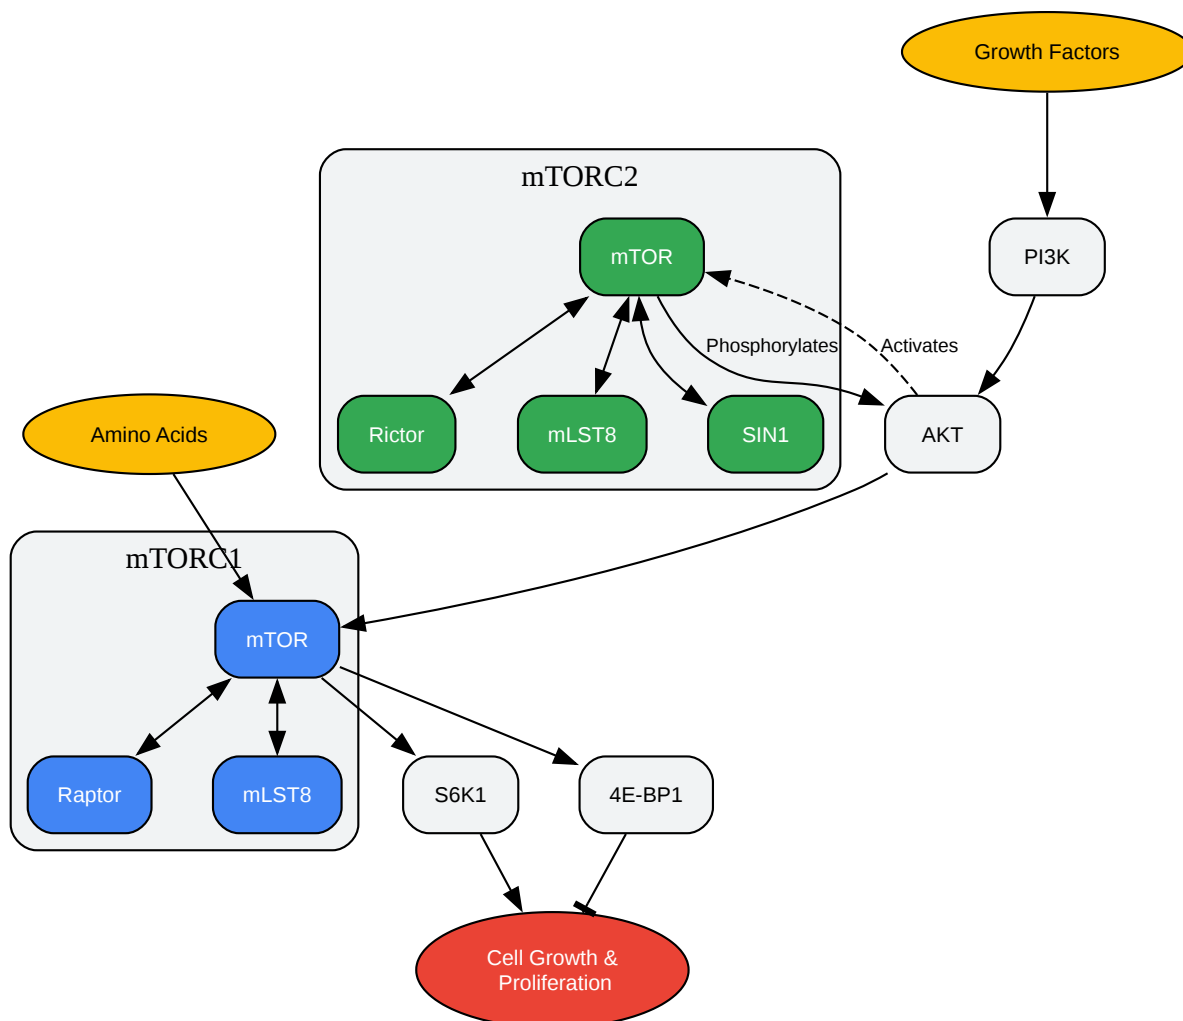 Growth Factors
mTORC2
mTOR
PI3K
Phosphorylates
Activates
Amino Acids
Rictor
mLST8
SIN1
AKT
mTORC1
mTOR
Raptor
mLST8
S6K1
4E-BP1
Cell Growth &
Proliferation